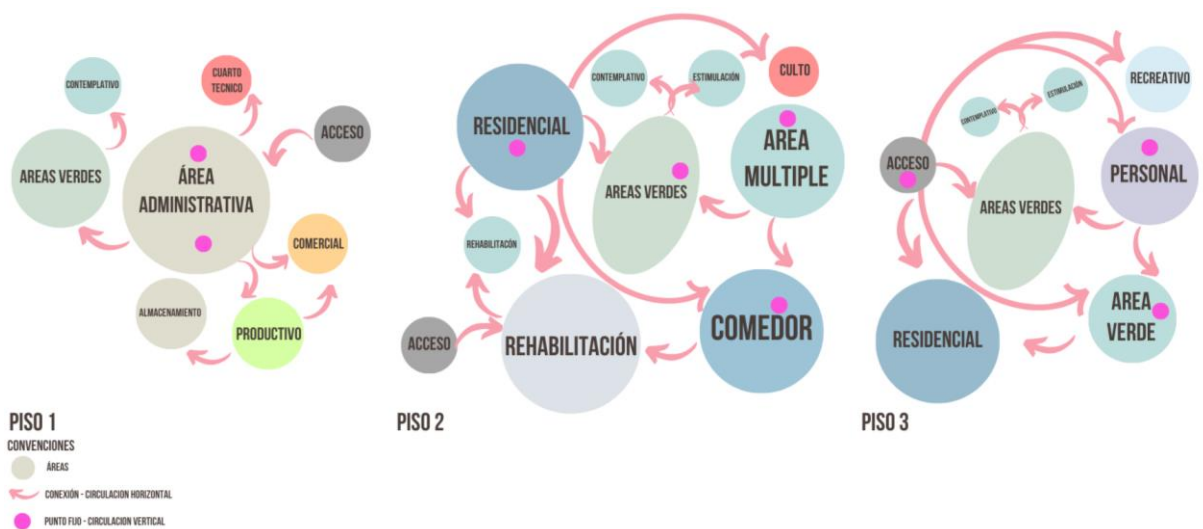 CONTEMPLATIVO
CUARTO
TECNICO
ACCESO
AREAS VERDES
ÁREA
ADMINISTRATIVA
COMERCIAL
ALMACENAMIENTO
PRODUCTIVO
PISO 1
CONVENCIONES
ÁREAS
CONEXIÓN - CIRCULACION HORIZONTAL
PUNTO FIJO - CIRCULACION VERTICAL
CONTEMPLATIVO
ESTIMULACIÓN
CULTO
RESIDENCIAL
AREA
MULTIPLE
AREAS VERDES
REHABILITACÓN
ACCESO
REHABILITACIÓN
COMEDOR
PISO 2
RECREATIVO
ESTIMULACIÓN
CONTEMPLATIVO
ACCESO
PERSONAL
AREAS VERDES
RESIDENCIAL
AREA
VERDE
PISO 3